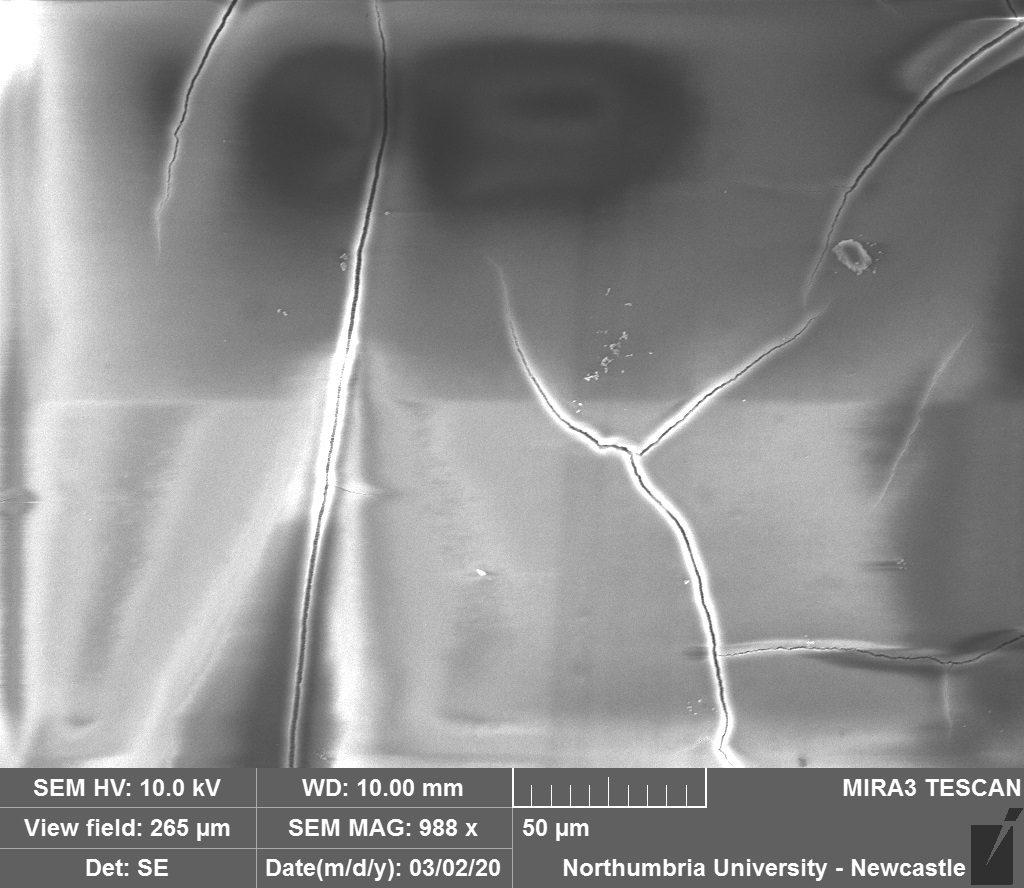 SEM HV: 10.0 kV
WD: 10.00 mm
MIRA3 TESCAN
View field: 265 µm
SEM MAG: 988 x
50 µm
Det: SE
Date(m/d/y): 03/02/20
Northumbria University - Newcastle